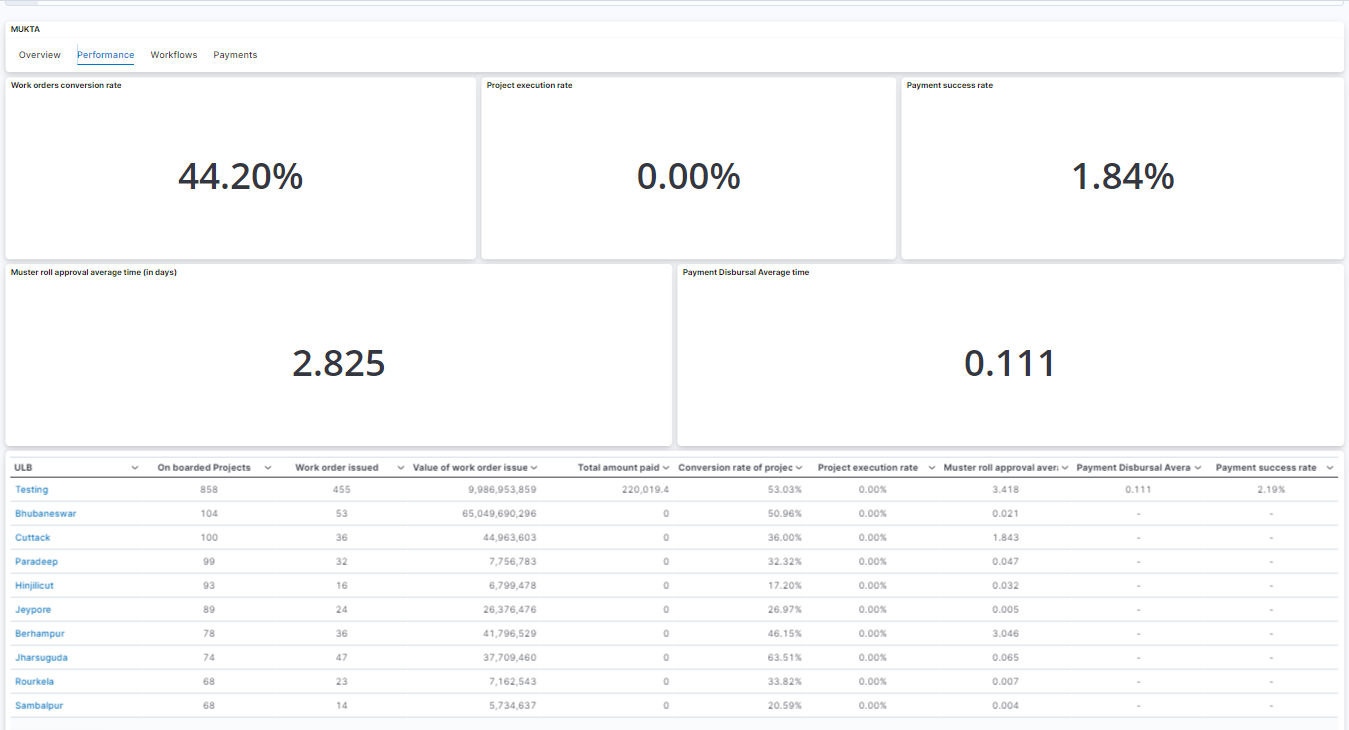 MUKTA
Overview Performance Workflows Payments
Work orders conversion rate Project execution rate Payment success rate
44.20% 0.00% 1.84%
Muster roll approval average time (in days) Payment Disbursal Average time
2.825 0.111
ULB On boarded Projects Work order issued Value of work order issue Total amount paid Conversion rate of projec Project execution rate Muster roll approval avera Payment Disbursal Avera Payment success rate
Testing 858 455 9,986,953,859 220,019.4 53.03% 0.00% 3.418 0.111 2.19%
Bhubaneswar 104 53 65,049,690,296 0 50.96% 0.00% 0.021 - -
Cuttack 100 36 44,963,603 0 36.00% 0.00% 1.843 - -
Paradeep 99 32 7,756,783 0 32.32% 0.00% 0.047 - -
Hinjilicut 93 16 6,799,478 0 17.20% 0.00% 0.032 - -
Jeypore 89 24 26,376,476 0 26.97% 0.00% 0.005 - -
Berhampur 78 36 41,796,529 0 46.15% 0.00% 3.046 - -
Jharsuguda 74 47 37,709,460 0 63.51% 0.00% 0.065 - -
Rourkela 68 23 7,162,543 0 33.82% 0.00% 0.007 - -
Sambalpur 68 14 5,734,637 0 20.59% 0.00% 0.004 - -